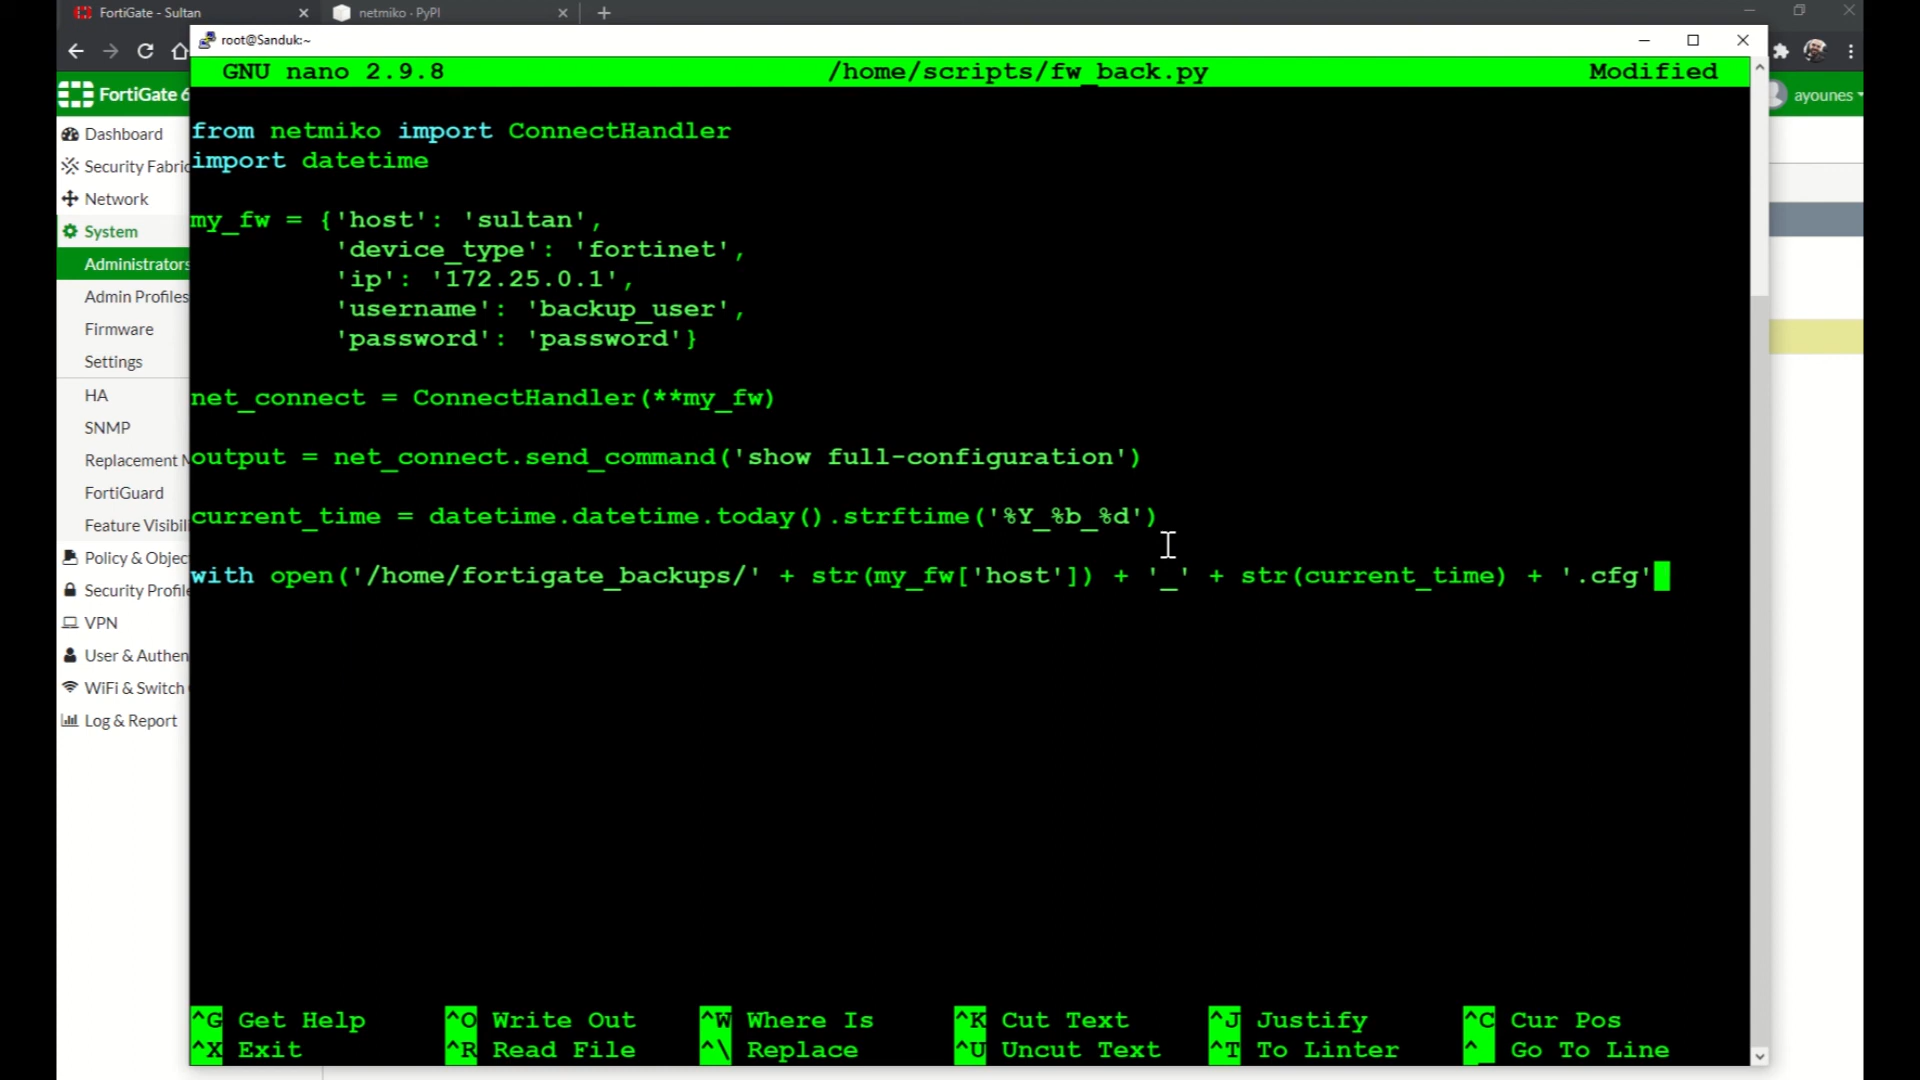 FortiGate - Sultan
netmiko · PyPI
root@Sanduk:~
GNU nano 2.9.8 /home/scripts/fw_back.py Modified
FortiGate 6
ayounes
Dashboard
Security Fabric
Network
System
Administrators
Admin Profiles
Firmware
Settings
HA
SNMP
Replacement M
FortiGuard
Feature Visibil
Policy & Objec
Security Profile
VPN
User & Authen
WiFi & Switch
Log & Report
from netmiko import ConnectHandler
import datetime
my_fw = {'host': 'sultan',
'device_type': 'fortinet',
'ip': '172.25.0.1',
'username': 'backup_user',
'password': 'password'}
net_connect = ConnectHandler(**my_fw)
output = net_connect.send_command('show full-configuration')
current_time = datetime.datetime.today().strftime('%Y_%b_%d')
with open('/home/fortigate_backups/' + str(my_fw['host']) + '_' + str(current_time) + '.cfg'
^G Get Help ^O Write Out ^W Where Is ^K Cut Text ^J Justify ^C Cur Pos
^X Exit ^R Read File ^\ Replace ^U Uncut Text ^T To Linter ^_ Go To Line